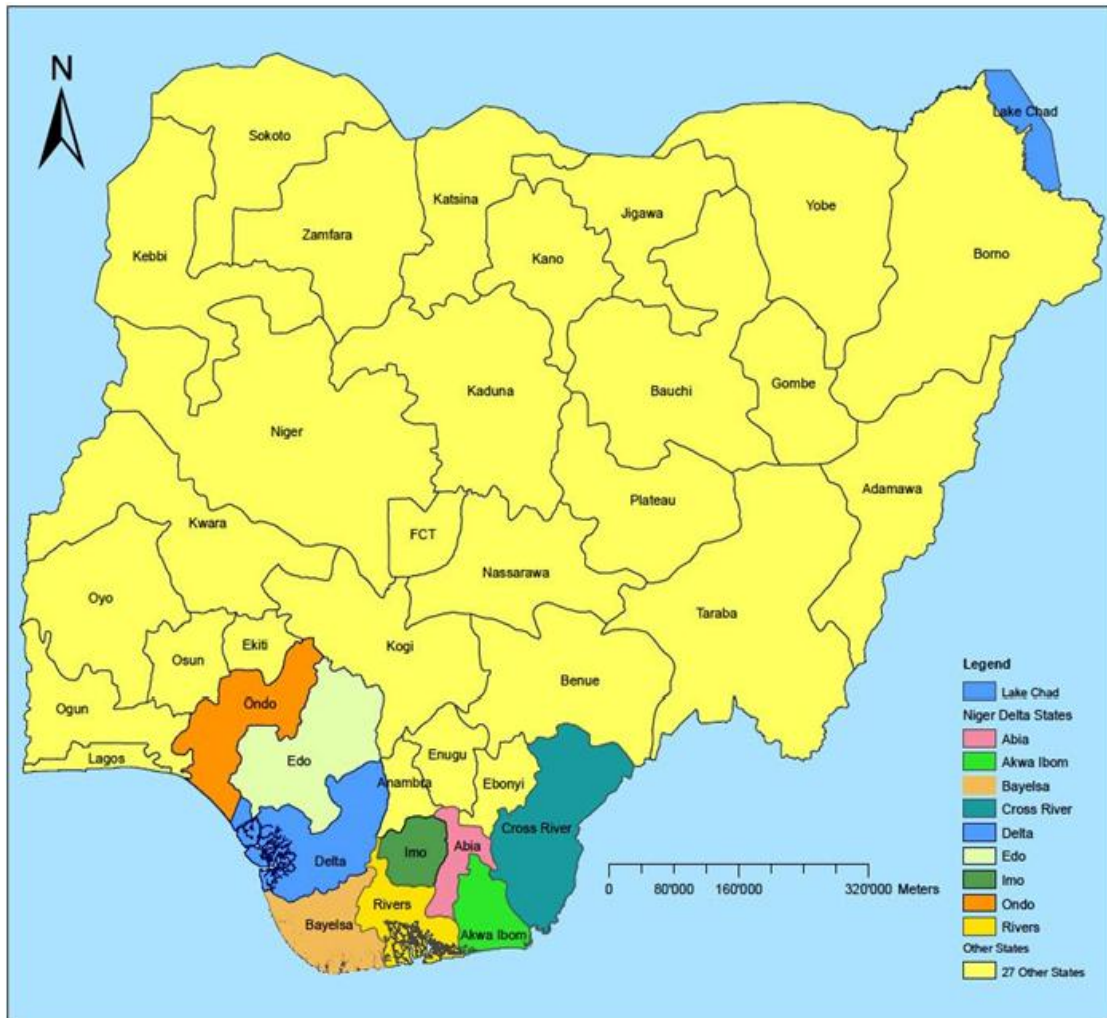 N
Lake Chad
Sokoto
Katsina
Jigawa
Yobe
Zamfara
Kebbi
Kano
Borno
Kaduna
Bauchi
Gombe
Niger
Adamawa
Plateau
Kwara
FCT
Nassarawa
Oyo
Taraba
Ekiti
Kogi
Osun
Benue
Ondo
Ogun
Lagos
Edo
Enugu
Anambra
Ebonyi
Cross River
Imo
Abia
Delta
Rivers
Bayelsa
Akwa Ibom
0 80'000 160'000 320'000 Meters
Legend
Lake Chad
Niger Delta States
Abia
Akwa Ibom
Bayelsa
Cross River
Delta
Edo
Imo
Ondo
Rivers
Other States
27 Other States